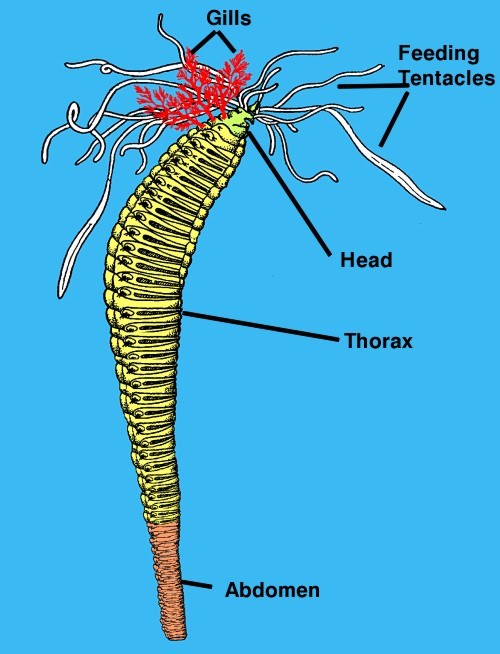 Gills
Feeding
Tentacles
Head
Thorax
Abdomen